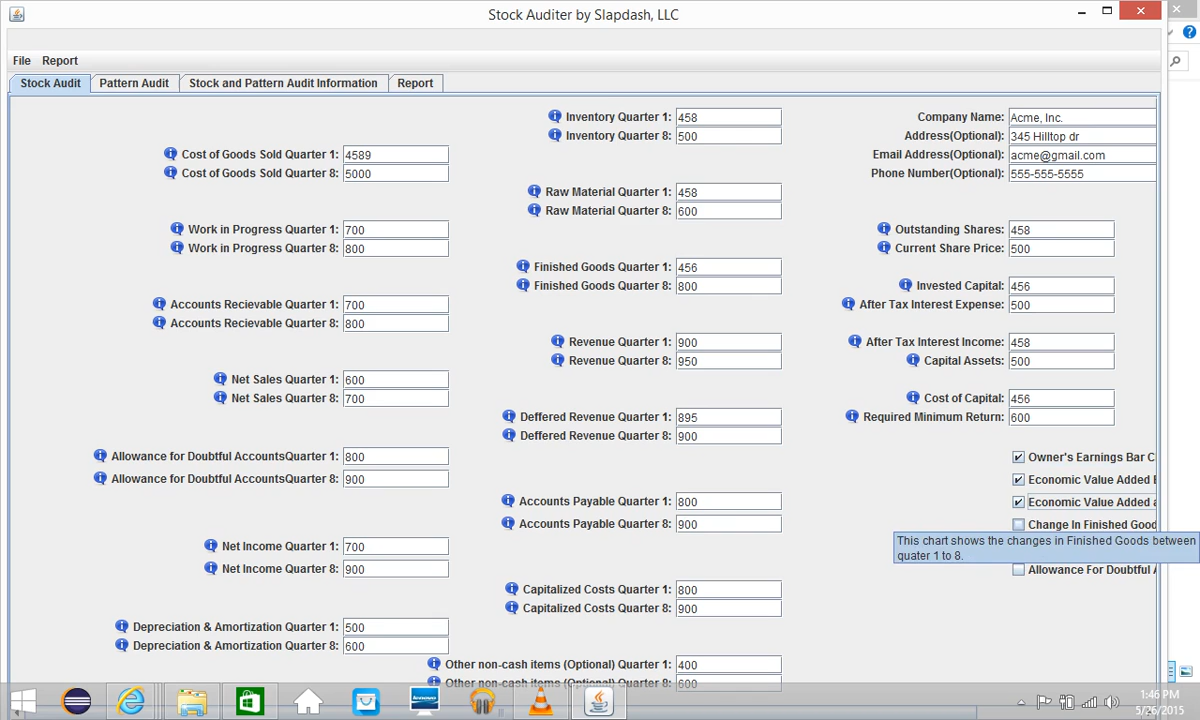 Stock Auditer by Slapdash, LLC
File Report
Stock Audit Pattern Audit Stock and Pattern Audit Information Report
Cost of Goods Sold Quarter 1: 4589
Cost of Goods Sold Quarter 8: 5000
Work in Progress Quarter 1: 700
Work in Progress Quarter 8: 800
Accounts Recievable Quarter 1: 700
Accounts Recievable Quarter 8: 800
Net Sales Quarter 1: 600
Net Sales Quarter 8: 700
Allowance for Doubtful AccountsQuarter 1: 800
Allowance for Doubtful AccountsQuarter 8: 900
Net Income Quarter 1: 700
Net Income Quarter 8: 900
Depreciation & Amortization Quarter 1: 500
Depreciation & Amortization Quarter 8: 600
Inventory Quarter 1: 458
Inventory Quarter 8: 500
Raw Material Quarter 1: 458
Raw Material Quarter 8: 600
Finished Goods Quarter 1: 456
Finished Goods Quarter 8: 800
Revenue Quarter 1: 900
Revenue Quarter 8: 950
Deffered Revenue Quarter 1: 895
Deffered Revenue Quarter 8: 900
Accounts Payable Quarter 1: 800
Accounts Payable Quarter 8: 900
Capitalized Costs Quarter 1: 800
Capitalized Costs Quarter 8: 900
Other non-cash items (Optional) Quarter 1: 400
Other non-cash items (Optional) Quarter 8: 600
Company Name: Acme, Inc.
Address(Optional): 345 Hilltop dr
Email Address(Optional): acme@gmail.com
Phone Number(Optional): 555-555-5555
Outstanding Shares: 458
Current Share Price: 500
Invested Capital: 456
After Tax Interest Expense: 500
After Tax Interest Income: 458
Capital Assets: 500
Cost of Capital: 456
Required Minimum Return: 600
Owner's Earnings Bar C
Economic Value Added
Economic Value Added a
Change In Finished Good
This chart shows the changes in Finished Goods between
quater 1 to 8.
Allowance For Doubtful
1:46 PM
5/26/2015